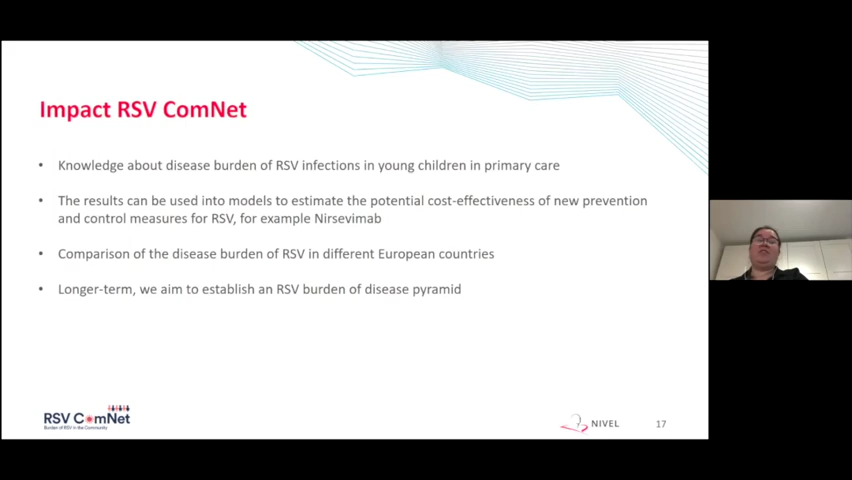 Impact RSV ComNet
• Knowledge about disease burden of RSV infections in young children in primary care
• The results can be used into models to estimate the potential cost-effectiveness of new prevention
and control measures for RSV, for example Nirsevimab
• Comparison of the disease burden of RSV in different European countries
• Longer-term, we aim to establish an RSV burden of disease pyramid
RSV ComNet
Burden of RSV in the Community
NIVEL
17